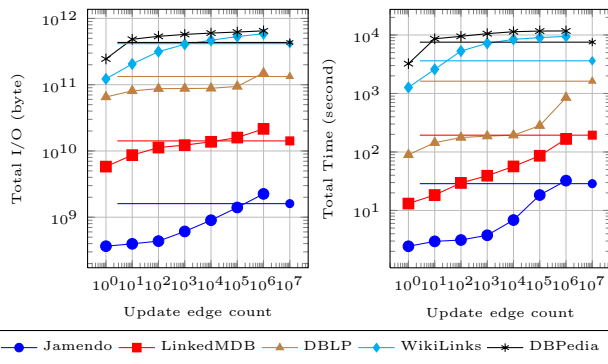 10^12
10^11
10^10
10^9
Total I/O (byte)
10^0 10^1 10^2 10^3 10^4 10^5 10^6 10^7
Update edge count
10^4
10^3
10^2
10^1
Total Time (second)
10^0 10^1 10^2 10^3 10^4 10^5 10^6 10^7
Update edge count
Jamendo LinkedMDB DBLP WikiLinks DBPedia